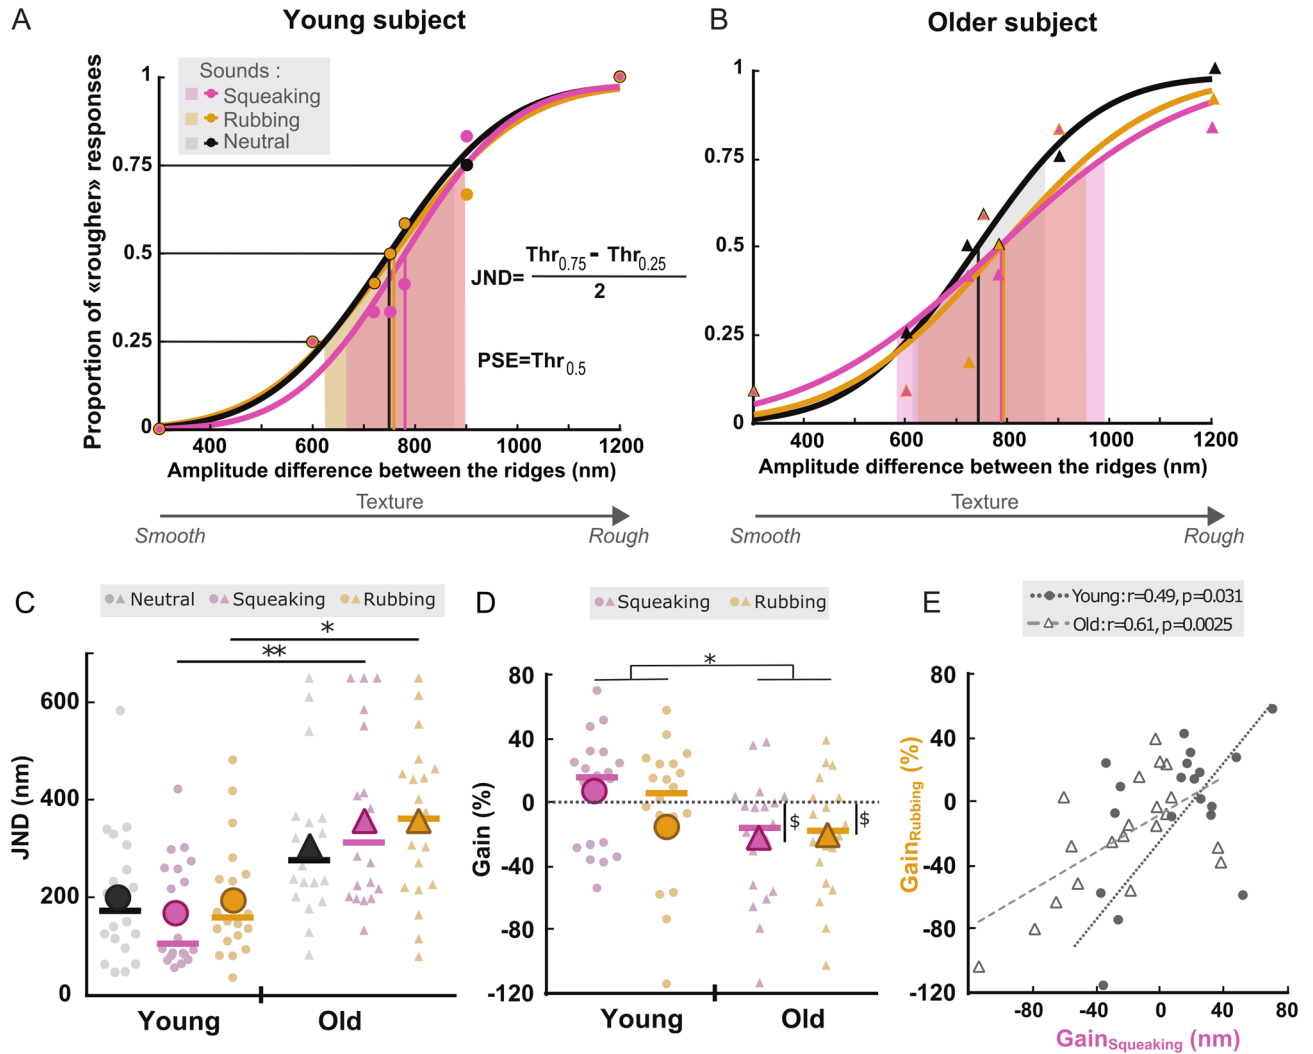 A
Young subject
Sounds :
Squeaking
Rubbing
Neutral
Proportion of «rougher» responses
1
0.75
0.5
0.25
0
JND= Thr0.75 - Thr0.25
2
PSE=Thr0.5
400 600 800 1000 1200
Amplitude difference between the ridges (nm)
Texture
Smooth Rough
B
Older subject
1
0.75
0.5
0.25
0
400 600 800 1000 1200
Amplitude difference between the ridges (nm)
Texture
Smooth Rough
C
Neutral Squeaking Rubbing
*
**
JND (nm)
600
400
200
0
Young Old
D
Squeaking Rubbing
*
Gain (%)
80
40
0
-40
-80
-120
$ $
Young Old
E
Young: r=0.49, p=0.031
Old: r=0.61, p=0.0025
GainRubbing (%)
80
40
0
-40
-80
-120
-80 -40 0 40 80
GainSqueaking (nm)